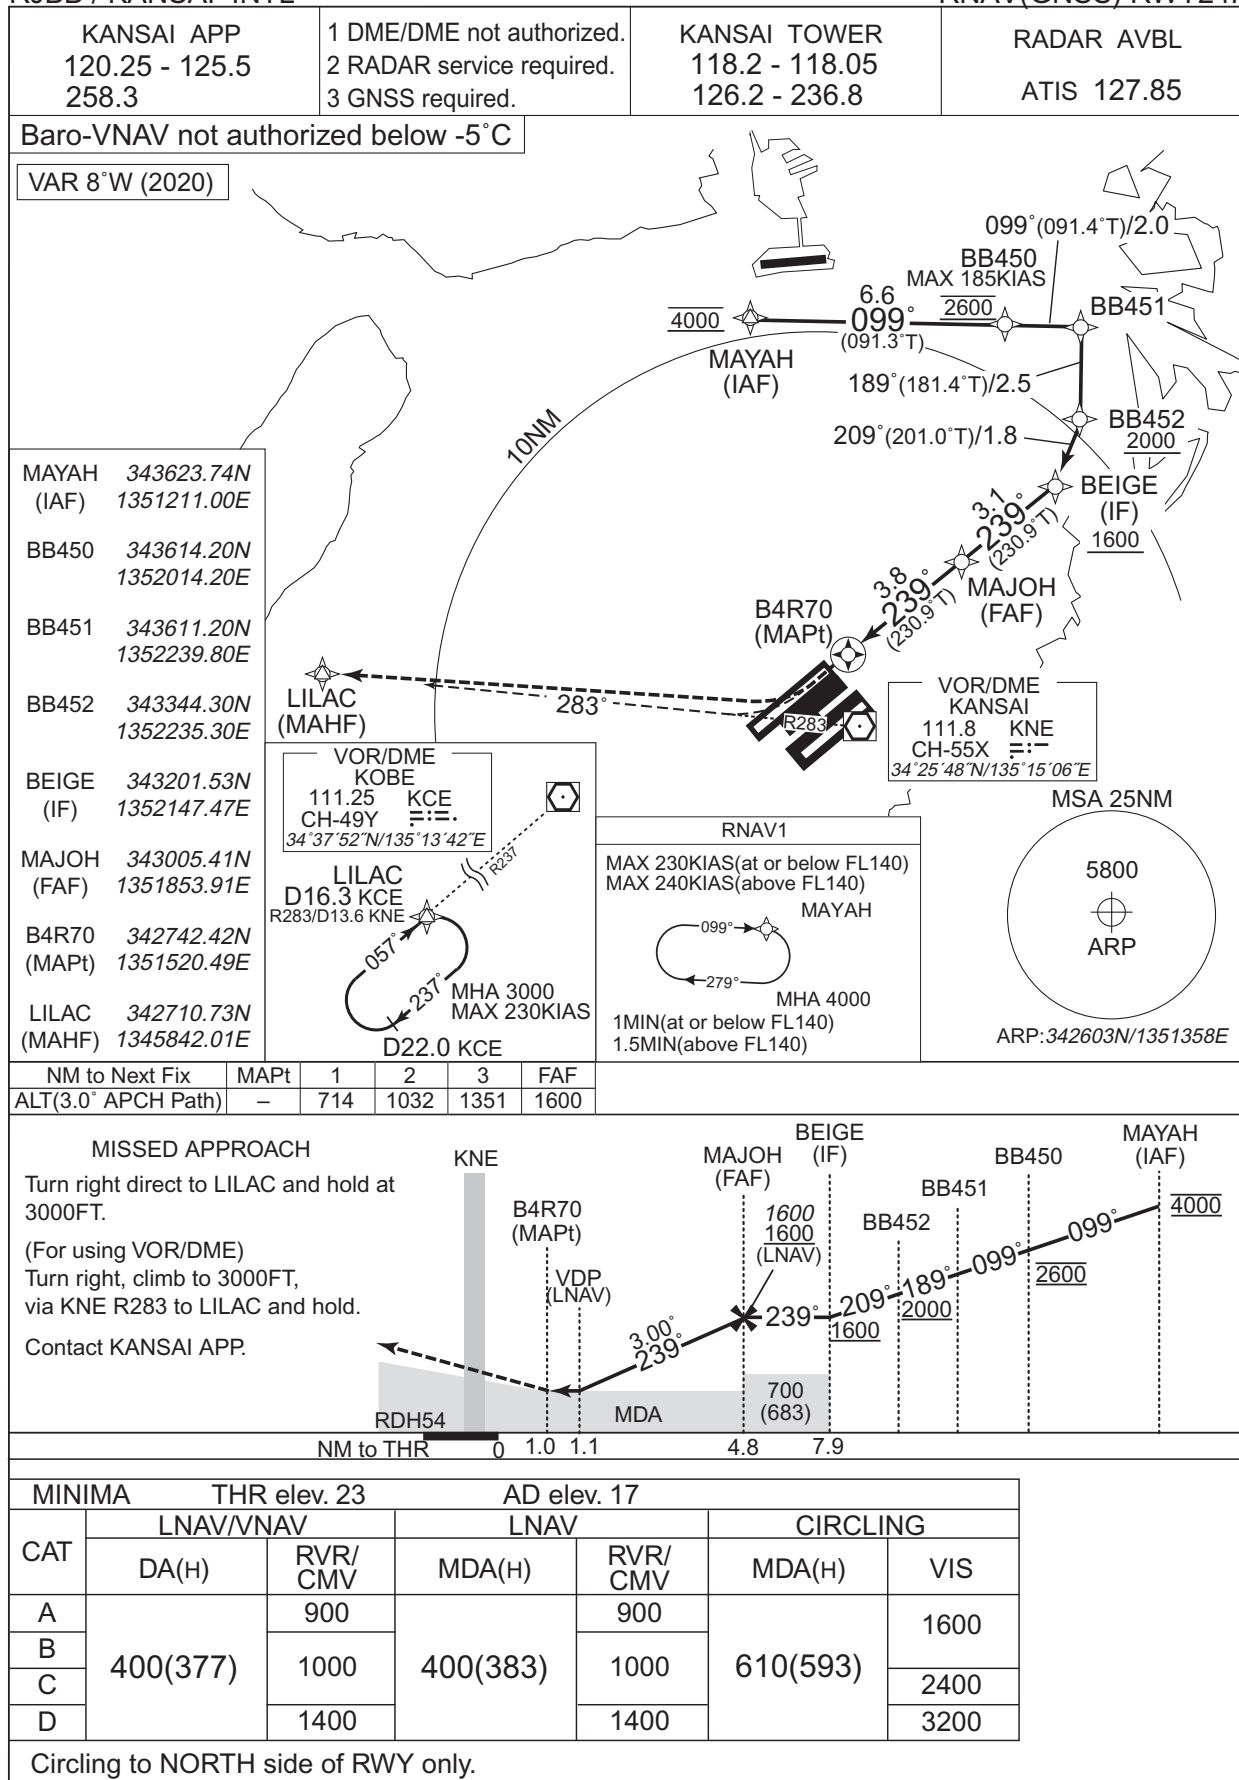 KANSAI APP
120.25 - 125.5
258.3
1 DME/DME not authorized.
2 RADAR service required.
3 GNSS required.
KANSAI TOWER
118.2 - 118.05
126.2 - 236.8
RADAR AVBL
ATIS 127.85
Baro-VNAV not authorized below -5˚C
VAR 8˚W (2020)
099˚(091.4˚T)/2.0
BB450
MAX 185KIAS
2600
BB451
6.6
099˚
(091.3˚T)
4000
MAYAH
(IAF)
189˚(181.4˚T)/2.5
BB452
2000
209˚(201.0˚T)/1.8
10NM
BEIGE
(IF)
1600
3.1
239˚
(230.9˚T)
MAJOH
(FAF)
3.8
239˚
(230.9˚T)
B4R70
(MAPt)
LILAC
(MAHF)
283˚
R283
VOR/DME
KANSAI
111.8 KNE
CH-55X
34˚25´48˝N/135˚15´06˝E
MAYAH 343623.74N
(IAF) 1351211.00E
BB450 343614.20N
1352014.20E
BB451 343611.20N
1352239.80E
BB452 343344.30N
1352235.30E
BEIGE 343201.53N
(IF) 1352147.47E
MAJOH 343005.41N
(FAF) 1351853.91E
B4R70 342742.42N
(MAPt) 1351520.49E
LILAC 342710.73N
(MAHF) 1345842.01E
VOR/DME
KOBE
111.25 KCE
CH-49Y
34˚37´52˝N/135˚13´42˝E
R237
LILAC
D16.3 KCE
R283/D13.6 KNE
057˚
237˚
MHA 3000
MAX 230KIAS
D22.0 KCE
RNAV1
MAX 230KIAS(at or below FL140)
MAX 240KIAS(above FL140)
MAYAH
099˚
279˚
MHA 4000
1MIN(at or below FL140)
1.5MIN(above FL140)
MSA 25NM
5800
ARP
ARP:342603N/1351358E
NM to Next Fix MAPt 1 2 3 FAF
ALT(3.0˚ APCH Path) – 714 1032 1351 1600
MISSED APPROACH
Turn right direct to LILAC and hold at
3000FT.
(For using VOR/DME)
Turn right, climb to 3000FT,
via KNE R283 to LILAC and hold.
Contact KANSAI APP.
KNE
B4R70
(MAPt)
VDP
(LNAV)
MAJOH
(FAF)
1600
1600
(LNAV)
BEIGE
(IF)
BB452
BB451
BB450
MAYAH
(IAF)
4000
099˚
2600
099˚
189˚
2000
209˚
1600
239˚
3.00˚
239˚
700
(683)
MDA
RDH54
NM to THR 0 1.0 1.1 4.8 7.9
MINIMA THR elev. 23 AD elev. 17
CAT LNAV/VNAV LNAV CIRCLING
DA(H) RVR/CMV MDA(H) RVR/CMV MDA(H) VIS
A 900 900 1600
B 400(377) 1000 400(383) 1000 610(593)
C 2400
D 1400 1400 3200
Circling to NORTH side of RWY only.